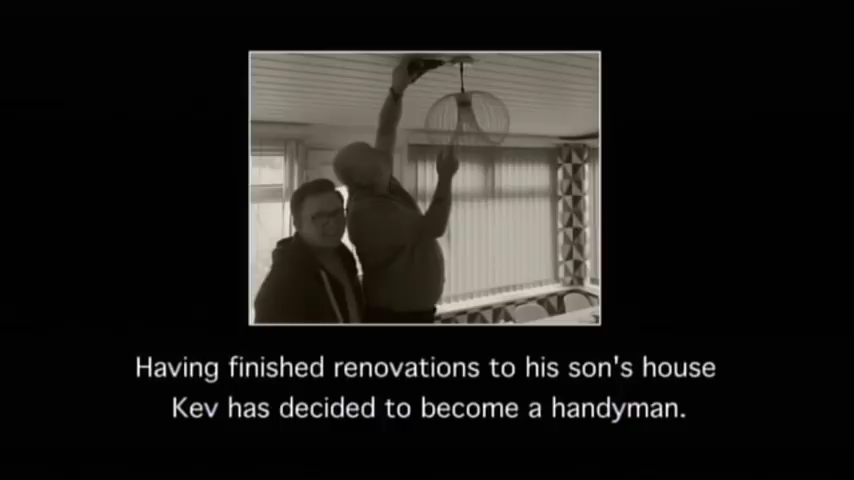 Having finished renovations to his son's house
Kev has decided to become a handyman.